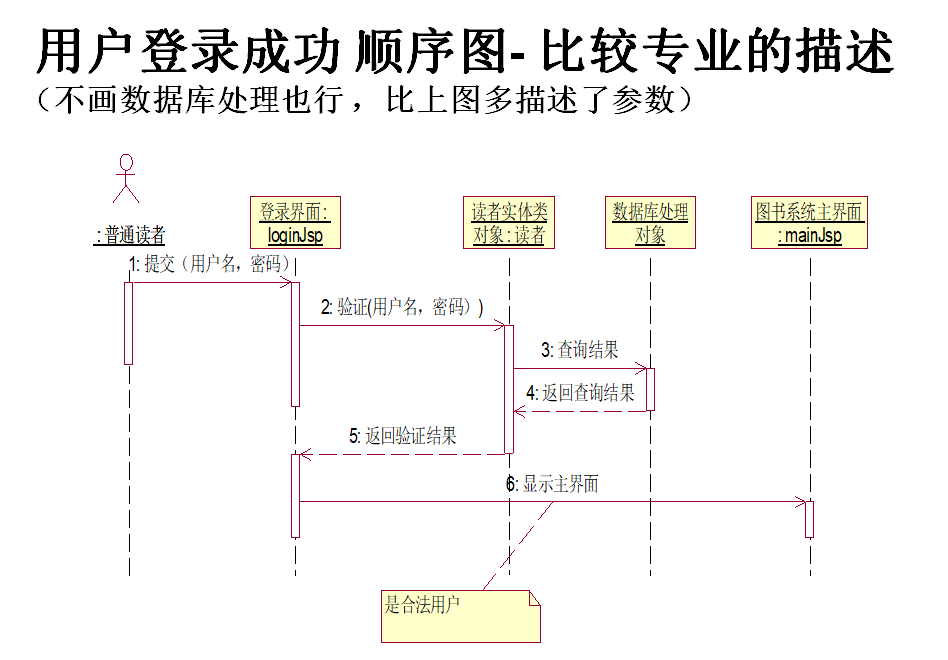 用户登录成功 顺序图- 比较专业的描述
（不画数据库处理也行 ，比上图多描述了参数）
: 普通读者
登录界面 :
loginJsp
读者实体类
对象 : 读者
数据库处理
对象
图书系统主界面
: mainJsp
1: 提交（用户名，密码）
2: 验证(用户名，密码）)
3: 查询结果
4: 返回查询结果
5: 返回验证结果
6: 显示主界面
是合法用户